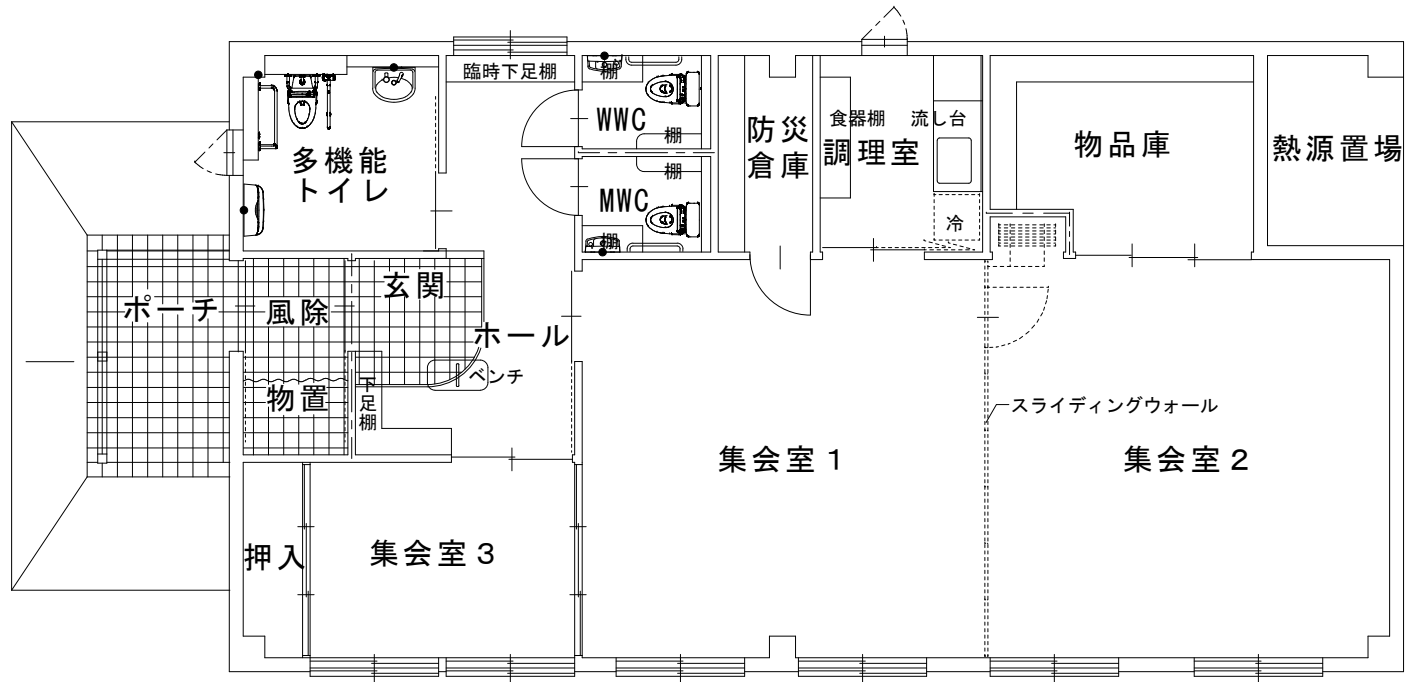 臨時下足棚
棚
WWC
棚
棚
MWC
棚
多機能
トイレ
防災
倉庫
食器棚
流し台
調理室
冷
物品庫
熱源置場
ポーチ
風除
玄関
ホール
物置
下足棚
ベンチ
スライディングウォール
集会室1
集会室2
押入
集会室3